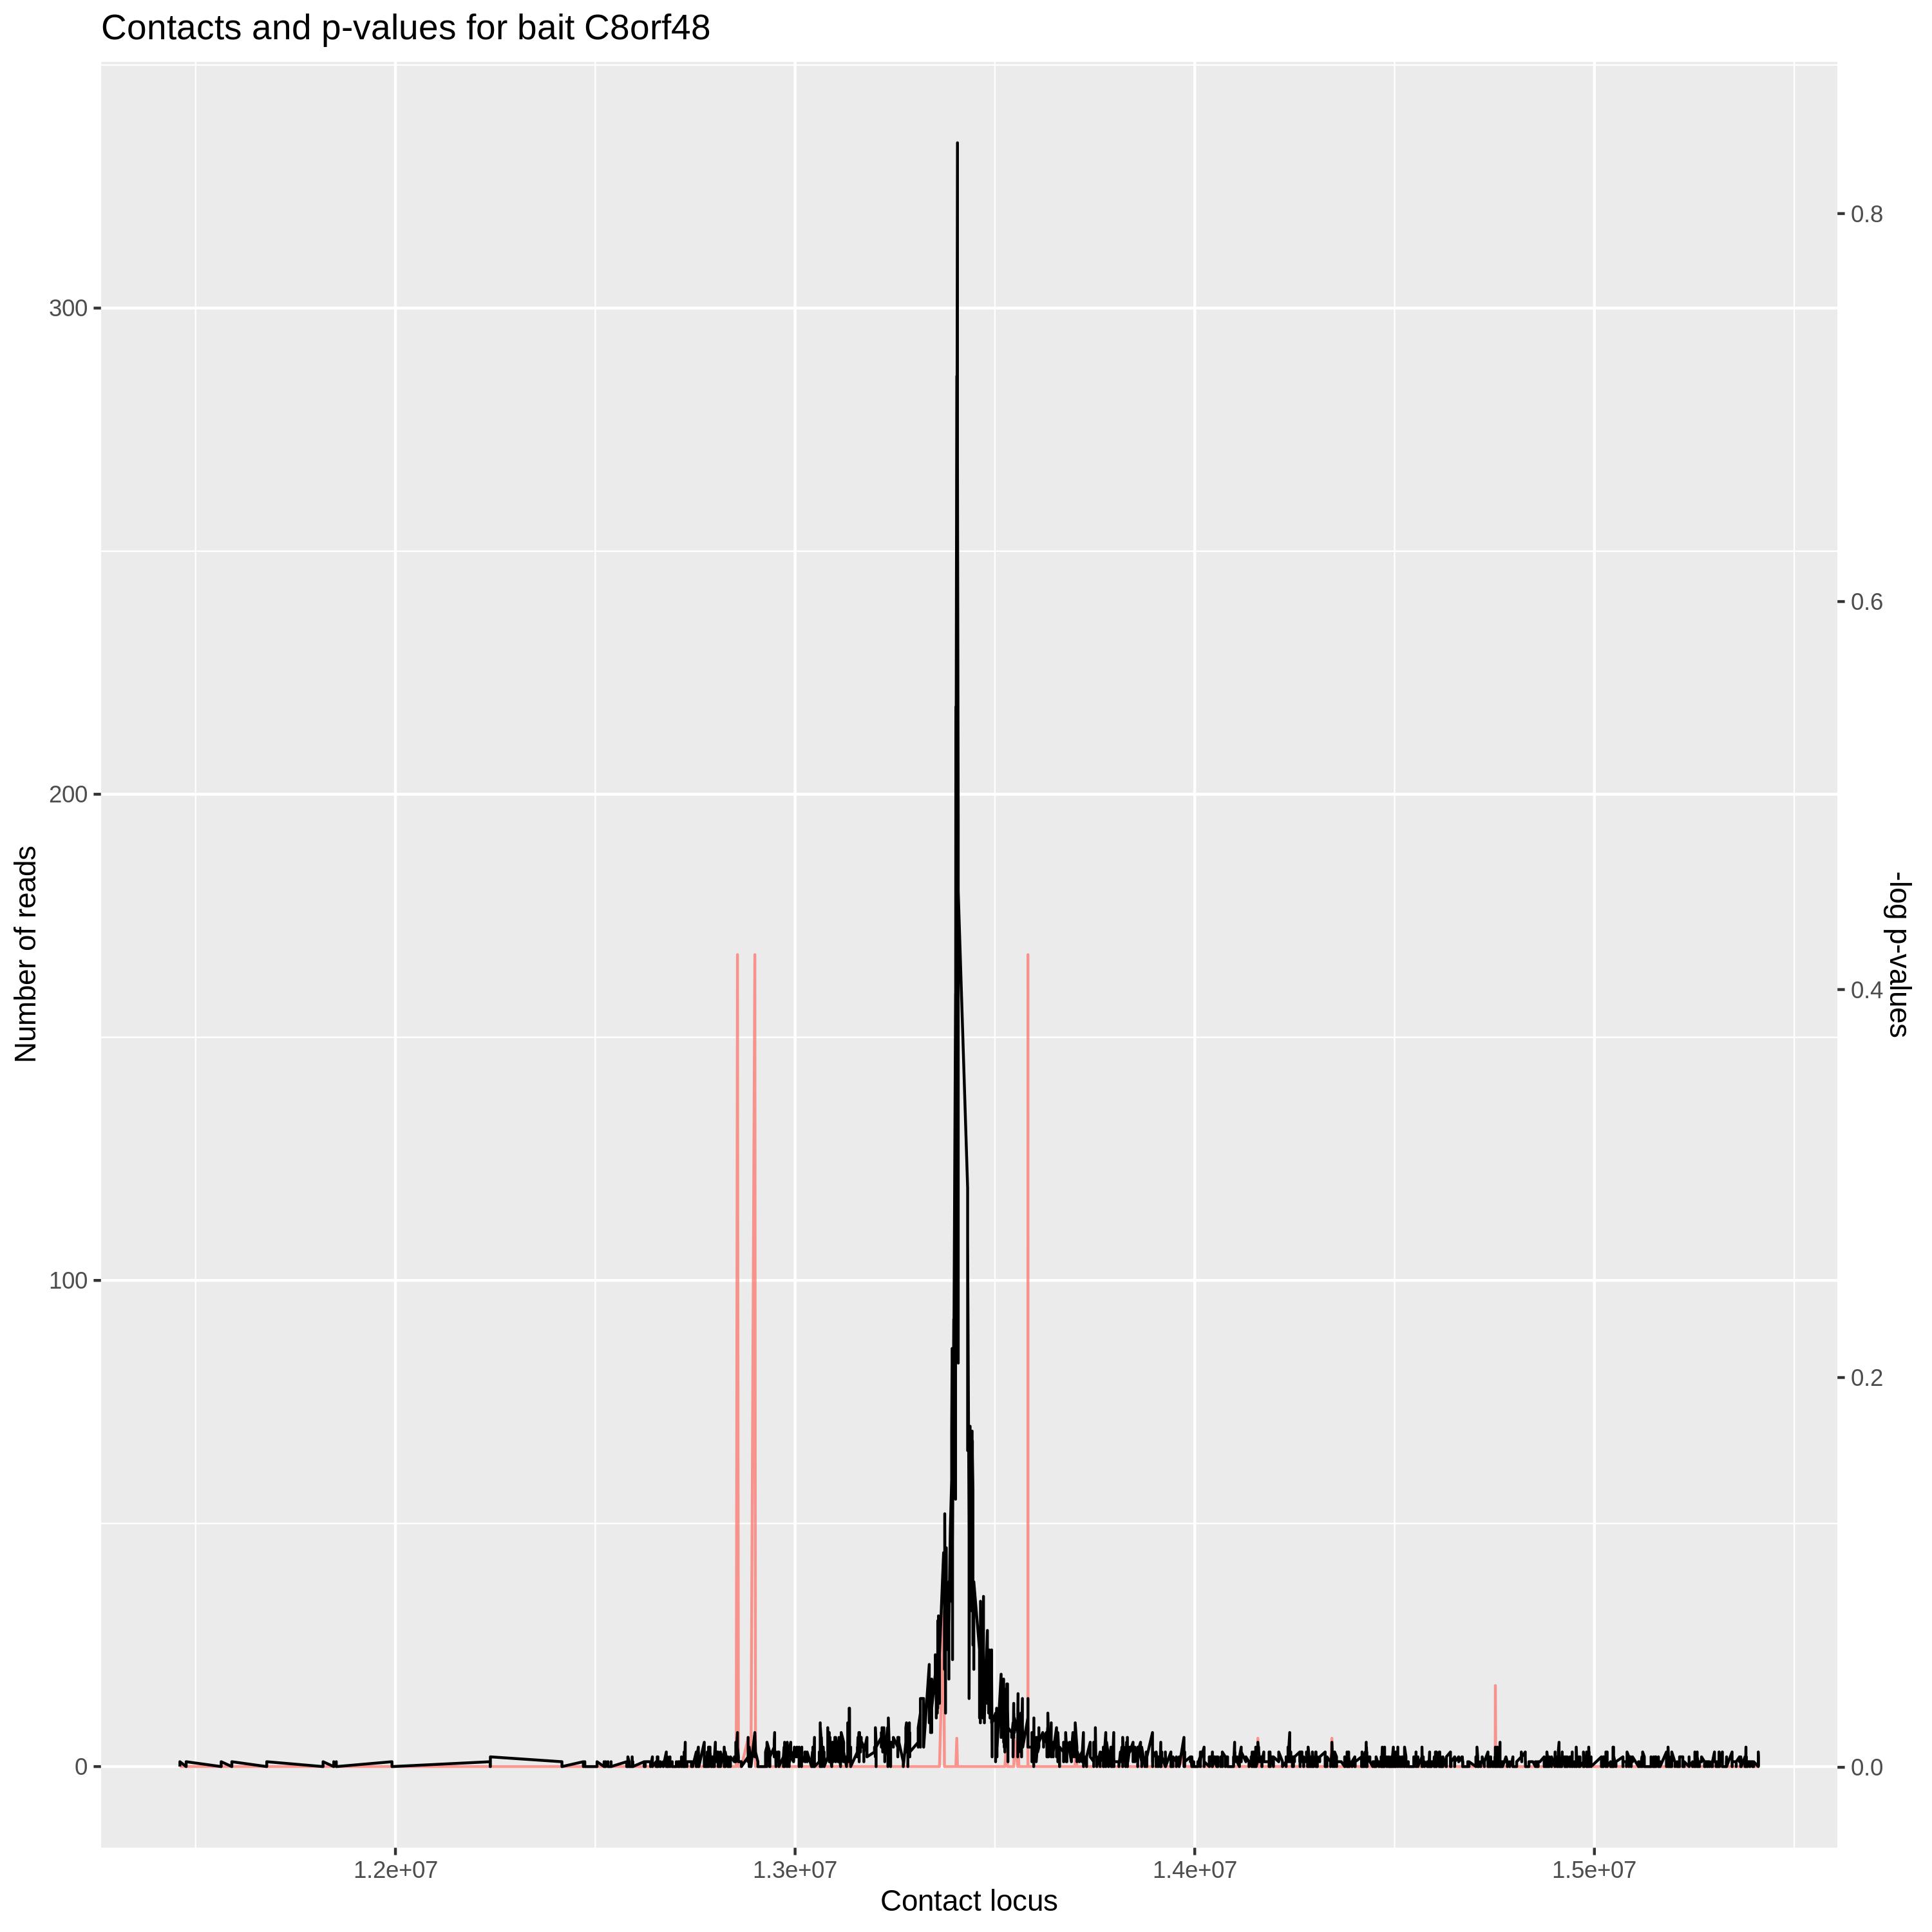 Contacts and p-values for bait C8orf48
300
200
100
0
Number of reads
0.8
0.6
0.4
0.2
0.0
-log p-values
1.2e+07
1.3e+07
1.4e+07
1.5e+07
Contact locus